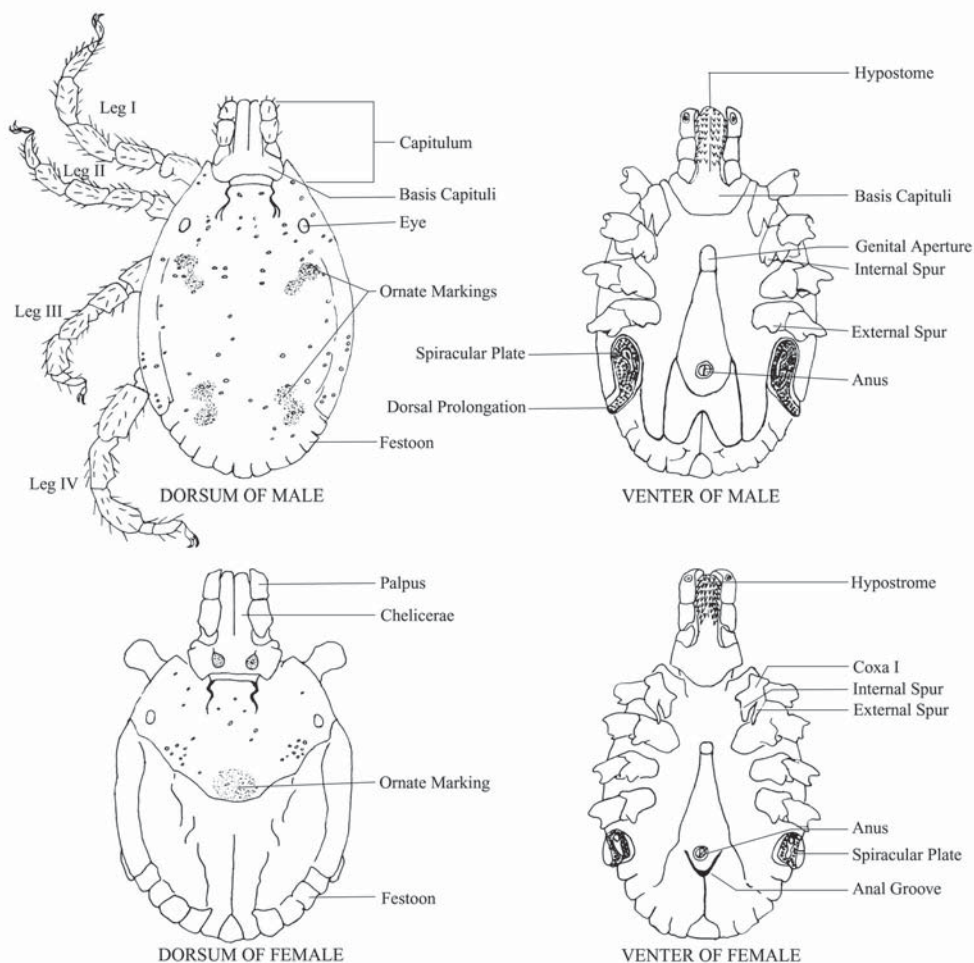 Leg I
Leg II
Leg III
Leg IV
Capitulum
Basis Capituli
Eye
Ornate Markings
Festoon
DORSUM OF MALE
Hypostome
Basis Capituli
Genital Aperture
Internal Spur
External Spur
Spiracular Plate
Anus
Dorsal Prolongation
VENTER OF MALE
Palpus
Chelicerae
Ornate Marking
Festoon
DORSUM OF FEMALE
Hypostrome
Coxa I
Internal Spur
External Spur
Anus
Spiracular Plate
Anal Groove
VENTER OF FEMALE